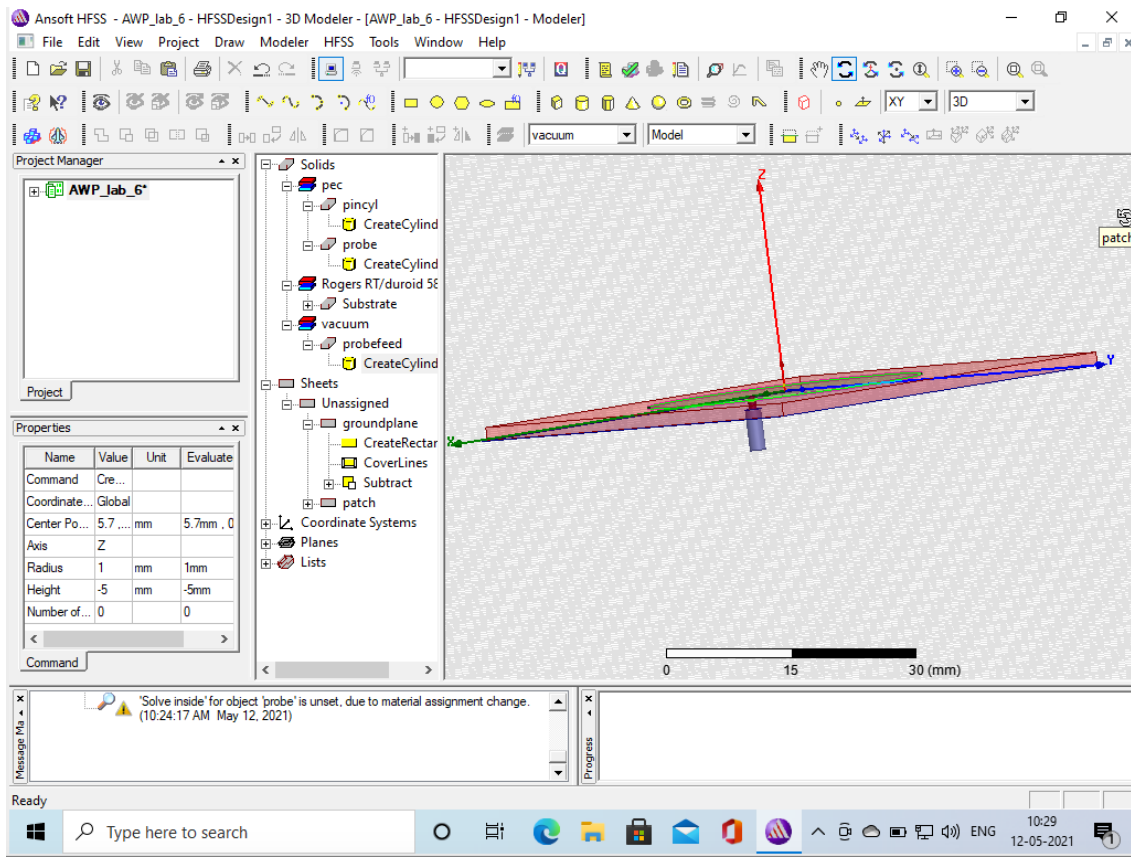 Ansoft HFSS - AWP_lab_6 - HFSSDesign1 - 3D Modeler - [AWP_lab_6 - HFSSDesign1 - Modeler]
File Edit View Project Draw Modeler HFSS Tools Window Help
XY 3D
vacuum Model
Project Manager
AWP_lab_6*
Project
Properties
Name Value Unit Evaluate
Command Cre...
Coordinate... Global
Center Po... 5.7 ,... mm 5.7mm , 0
Axis Z
Radius 1 mm 1mm
Height -5 mm -5mm
Number of... 0 0
Command
Solids
pec
pincyl
CreateCylind
probe
CreateCylind
Rogers RT/duroid 58
Substrate
vacuum
probefeed
CreateCylind
Sheets
Unassigned
groundplane
CreateRectar
CoverLines
Subtract
patch
Coordinate Systems
Planes
Lists
Z
patch
Y
X
0 15 30 (mm)
Message Ma
'Solve inside' for object 'probe' is unset, due to material assignment change.
(10:24:17 AM May 12, 2021)
Progress
Ready
Type here to search
ENG
10:29
12-05-2021
1